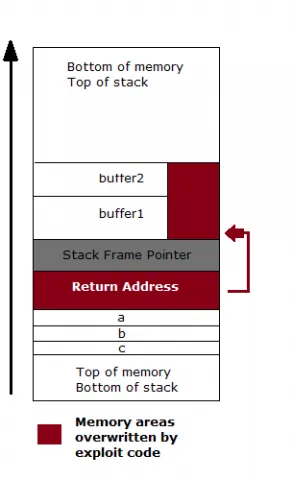 Bottom of memory
Top of stack
buffer2
buffer1
Stack Frame Pointer
Return Address
a
b
c
Top of memory
Bottom of stack
Memory areas
overwritten by
exploit code